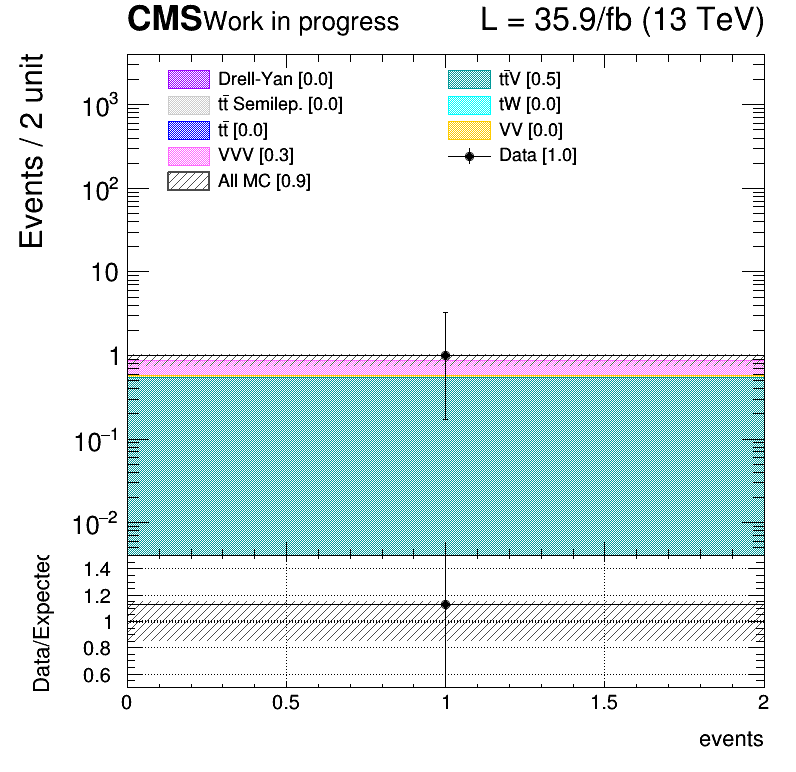 CMS Work in progress L = 35.9/fb (13 TeV)
Events / 2 unit
Drell-Yan [0.0]
tt̄ Semilep. [0.0]
tt̄ [0.0]
VVV [0.3]
All MC [0.9]
tt̄V [0.5]
tW [0.0]
VV [0.0]
Data [1.0]
10³
10²
10
1
10⁻¹
10⁻²
Data/Expected
1.4
1.2
1
0.8
0.6
0 0.5 1 1.5 2
events